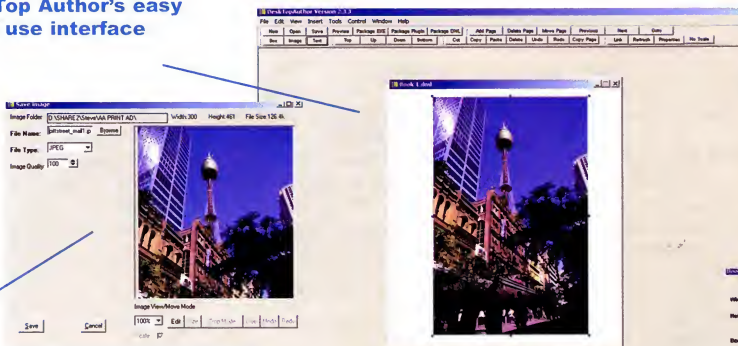 Top Author's easy
use interface
DeskTopAuthor Version 2.3.3
File Edit View Insert Tools Control Window Help
New Open Save Preview Package EXE Package Plugin Package DNL Add Page Delete Page Move Page Previous Next Goto
Box Image Text Top Up Down Bottom Cut Copy Paste Delete Undo Redo Copy Page Link Refresh Properties No Scale
Book 1.dnl
Save Image
Image Folder D:\SHARE2\Steve\AA PRINT AD\ Width 300 Height 461 File Size 126.4k
File Name: pittstreet_mall1.jp Browse
File Type: JPEG
Image Quality 100
Image View/Move Mode
100% Edit Size Crop Mode Undo Redo
Save Cancel